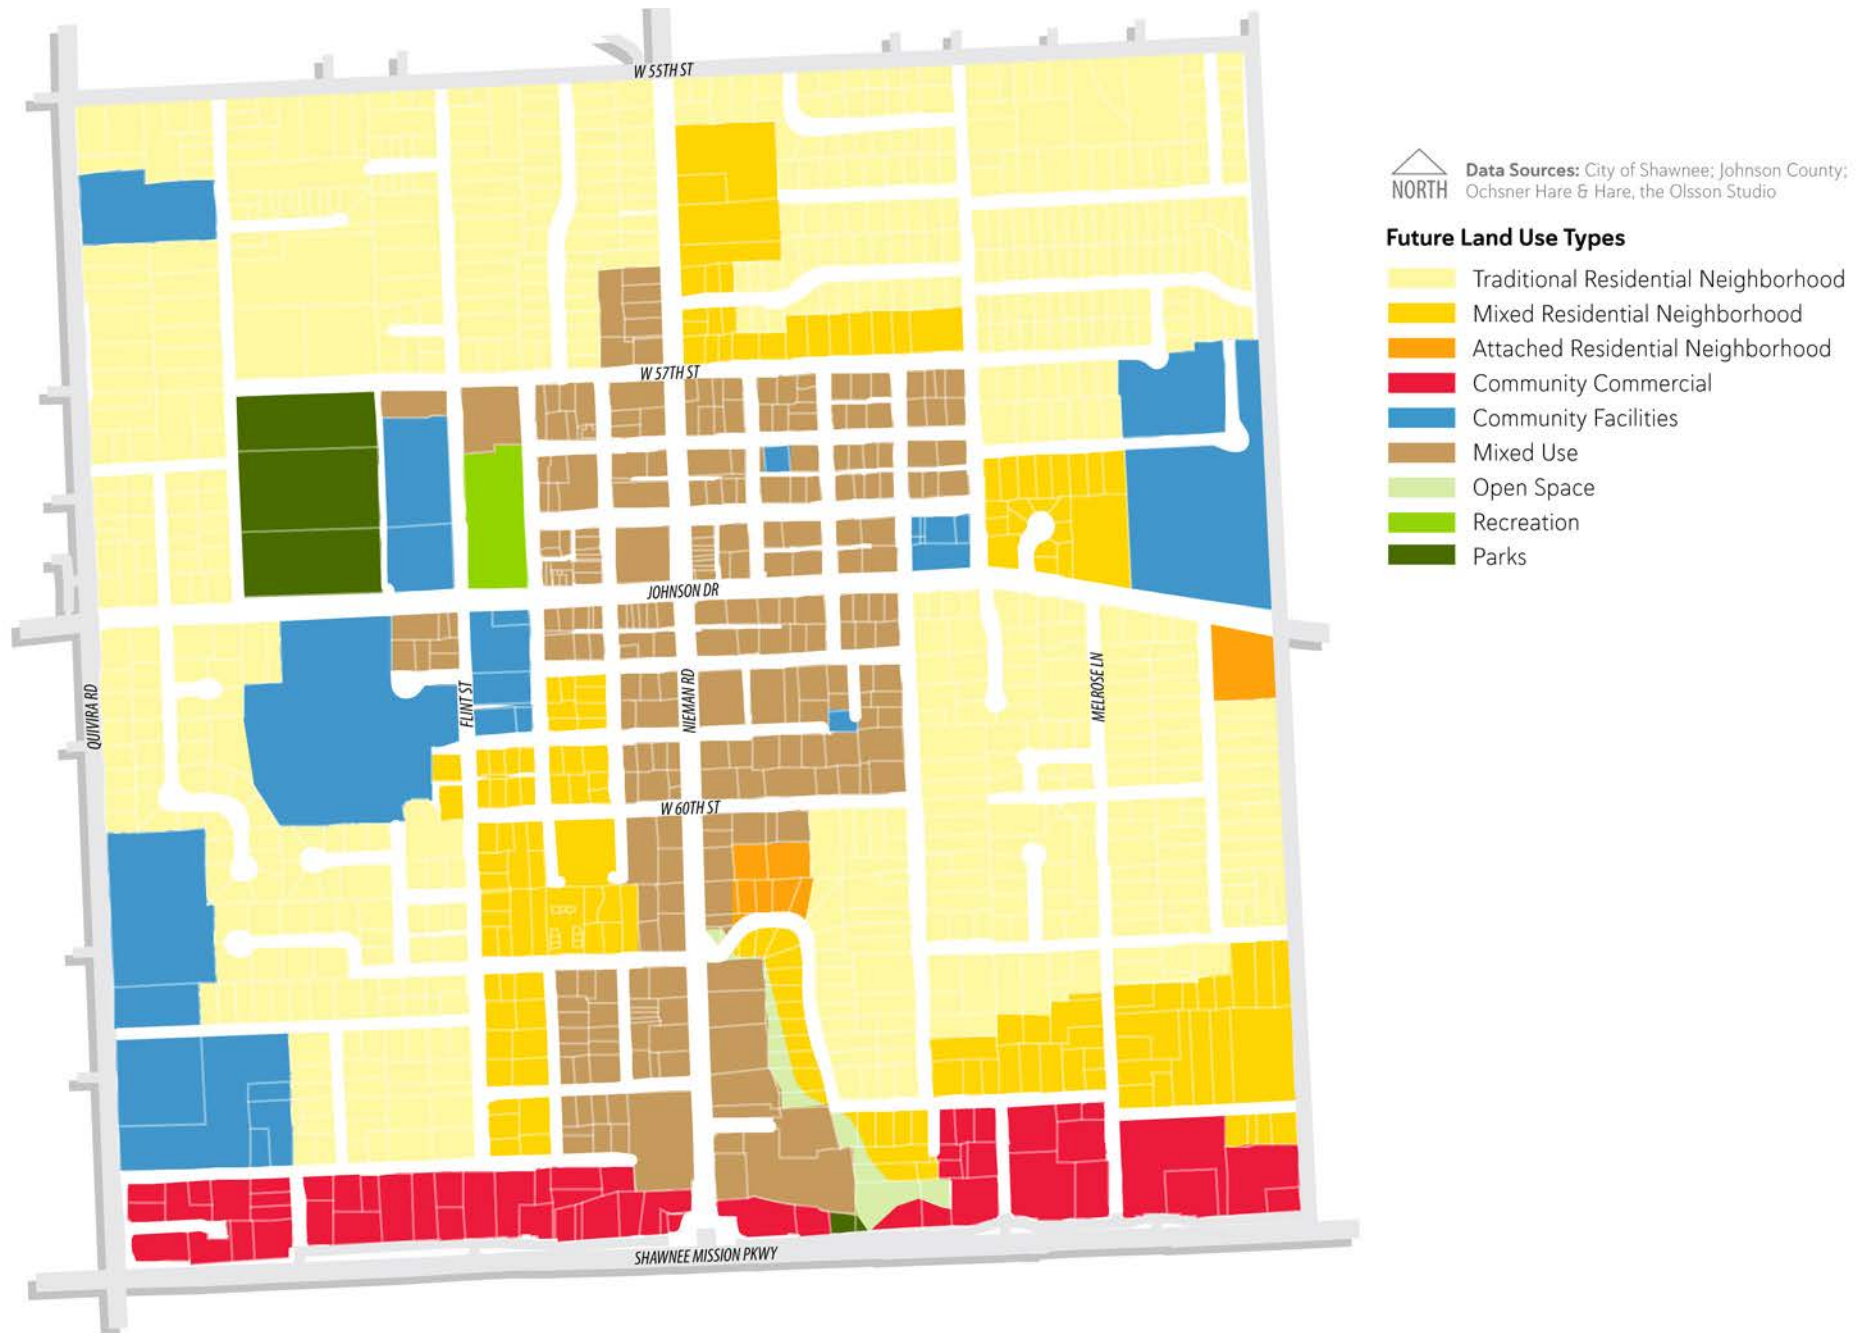 W 55TH ST
NORTH
Data Sources: City of Shawnee; Johnson County;
Ochsner Hare & Hare, the Olsson Studio
Future Land Use Types
Traditional Residential Neighborhood
Mixed Residential Neighborhood
Attached Residential Neighborhood
Community Commercial
Community Facilities
Mixed Use
Open Space
Recreation
Parks
W 57TH ST
JOHNSON DR
QUIVIRA RD
FLINT ST
NIEMAN RD
MELROSE LN
W 60TH ST
SHAWNEE MISSION PKWY